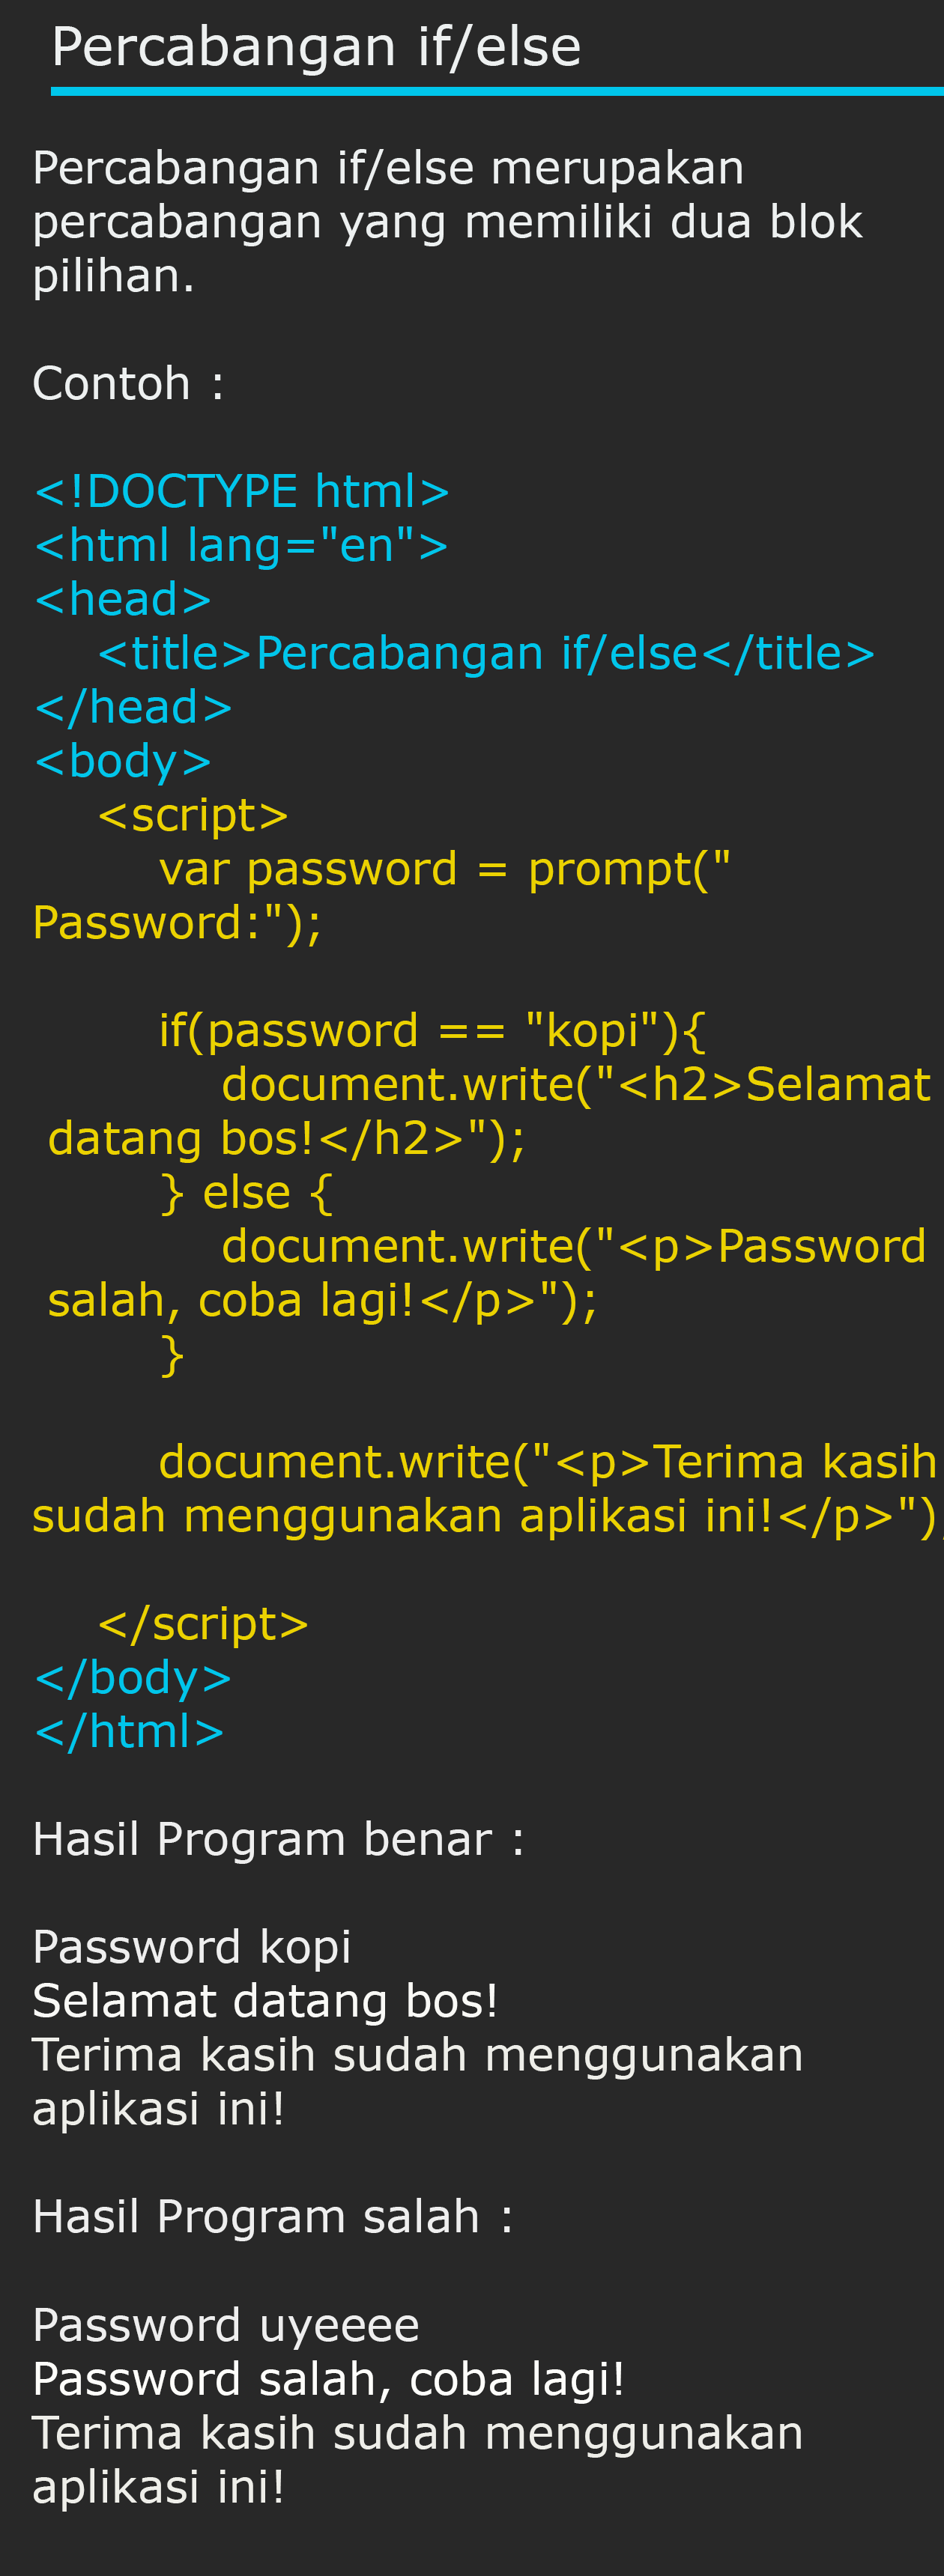 Percabangan if/else
Percabangan if/else merupakan
percabangan yang memiliki dua blok
pilihan.
Contoh :
<!DOCTYPE html>
<html lang="en">
<head>
<title>Percabangan if/else</title>
</head>
<body>
<script>
var password = prompt("
Password:");
if(password == "kopi"){
document.write("<h2>Selamat
datang bos!</h2>");
} else {
document.write("<p>Password
salah, coba lagi!</p>");
}
document.write("<p>Terima kasih
sudah menggunakan aplikasi ini!</p>");
</script>
</body>
</html>
Hasil Program benar :
Password kopi
Selamat datang bos!
Terima kasih sudah menggunakan
aplikasi ini!
Hasil Program salah :
Password uyeeee
Password salah, coba lagi!
Terima kasih sudah menggunakan
aplikasi ini!